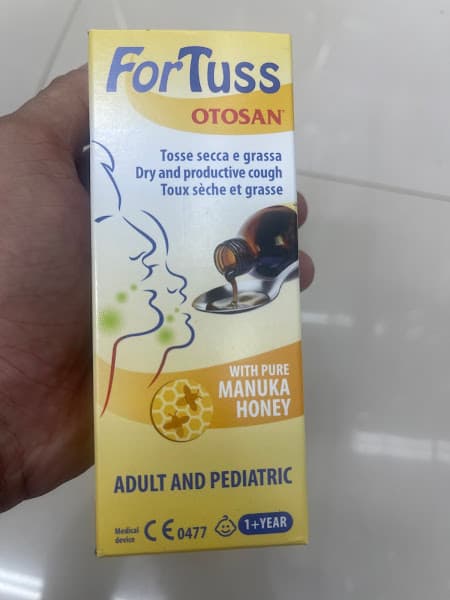 ForTuss
OTOSAN
Tosse secca e grassa
Dry and productive cough
Toux sèche et grasse
WITH PURE
MANUKA
HONEY
ADULT AND PEDIATRIC
Medical
device
CE 0477
1+YEAR